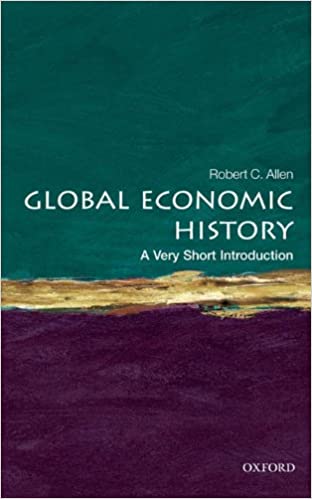 Robert C. Allen
GLOBAL ECONOMIC
HISTORY
A Very Short Introduction
OXFORD